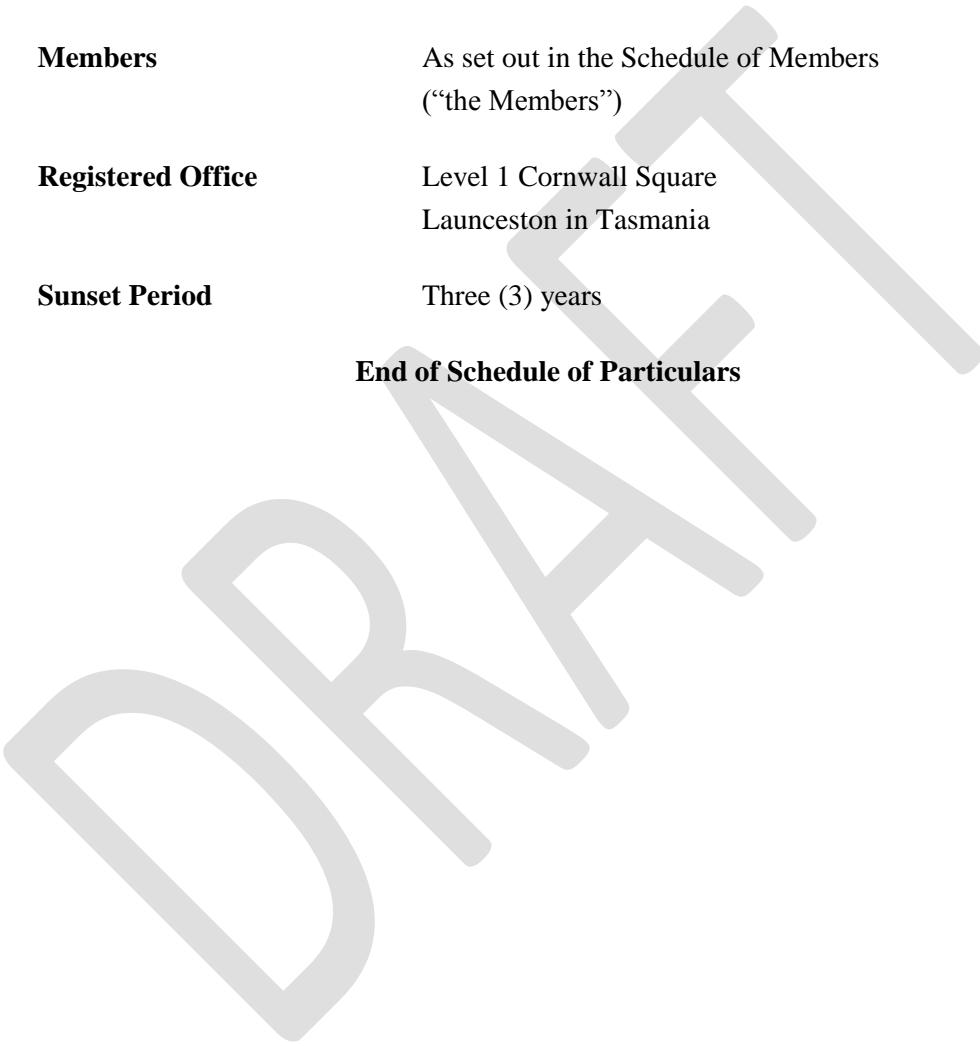 Members As set out in the Schedule of Members
(“the Members”)
Registered Office Level 1 Cornwall Square
Launceston in Tasmania
Sunset Period Three (3) years
End of Schedule of Particulars
DRAFT